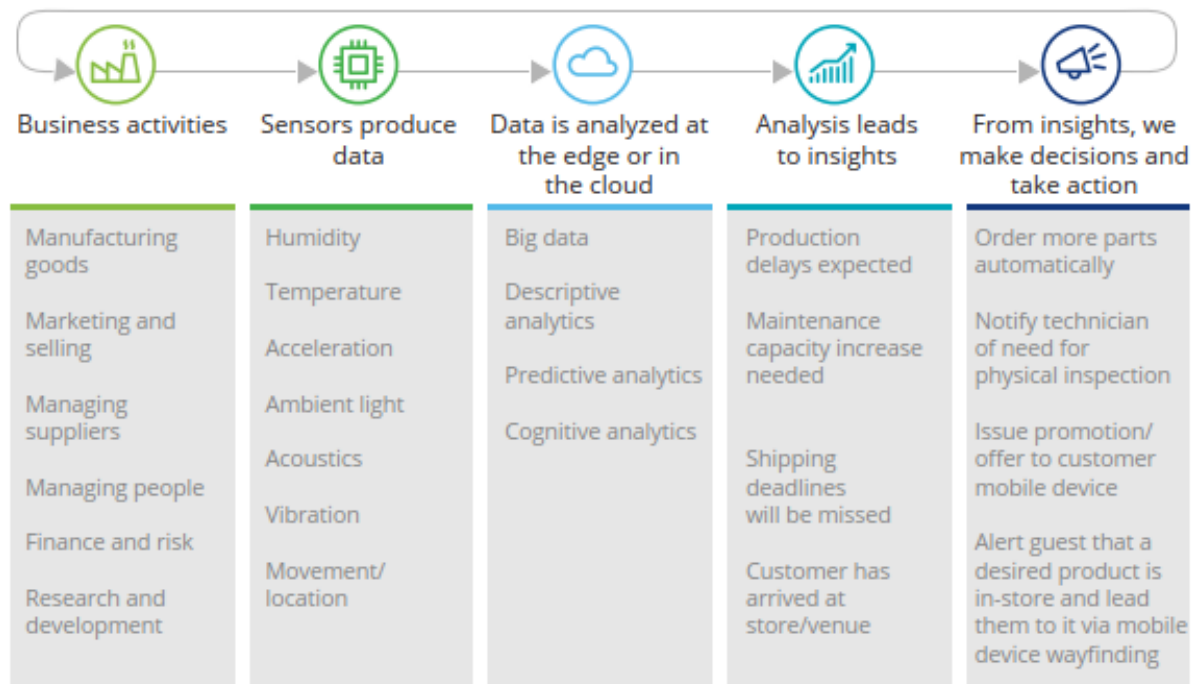 Business activities
Sensors produce
data
Data is analyzed at
the edge or in
the cloud
Analysis leads
to insights
From insights, we
make decisions and
take action
Manufacturing
goods
Marketing and
selling
Managing
suppliers
Managing people
Finance and risk
Research and
development
Humidity
Temperature
Acceleration
Ambient light
Acoustics
Vibration
Movement/
location
Big data
Descriptive
analytics
Predictive analytics
Cognitive analytics
Production
delays expected
Maintenance
capacity increase
needed
Shipping
deadlines
will be missed
Customer has
arrived at
store/venue
Order more parts
automatically
Notify technician
of need for
physical inspection
Issue promotion/
offer to customer
mobile device
Alert guest that a
desired product is
in-store and lead
them to it via mobile
device wayfinding